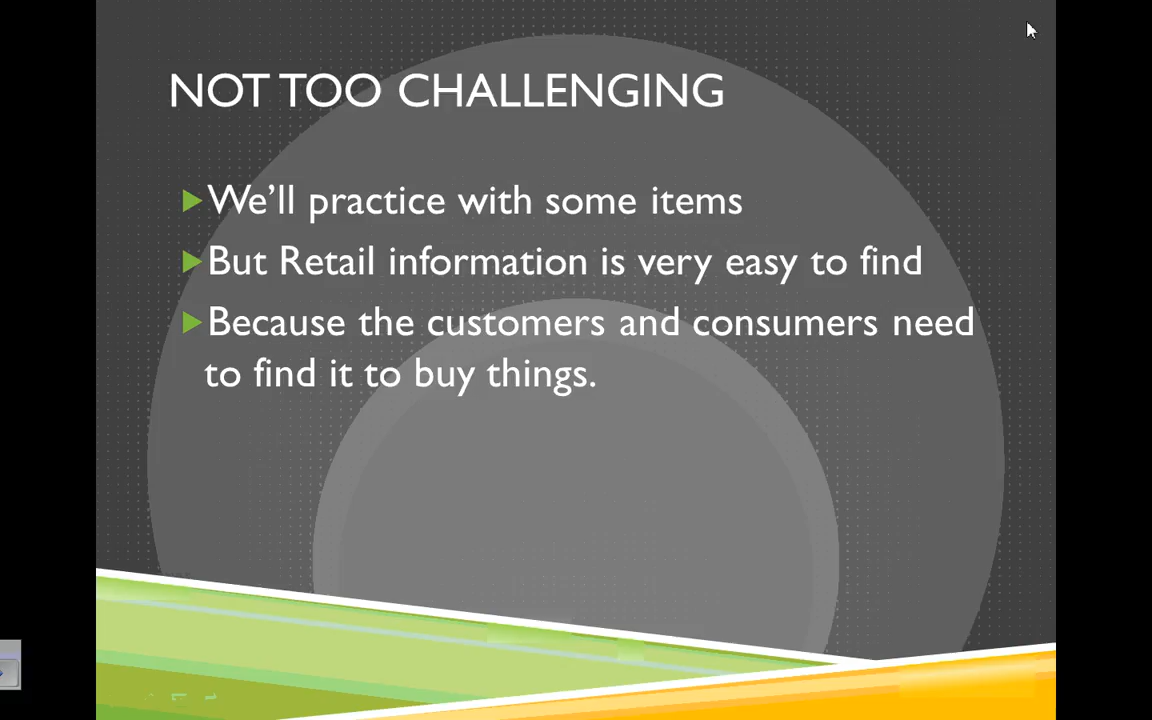 NOT TOO CHALLENGING
We’ll practice with some items
But Retail information is very easy to find
Because the customers and consumers need
to find it to buy things.